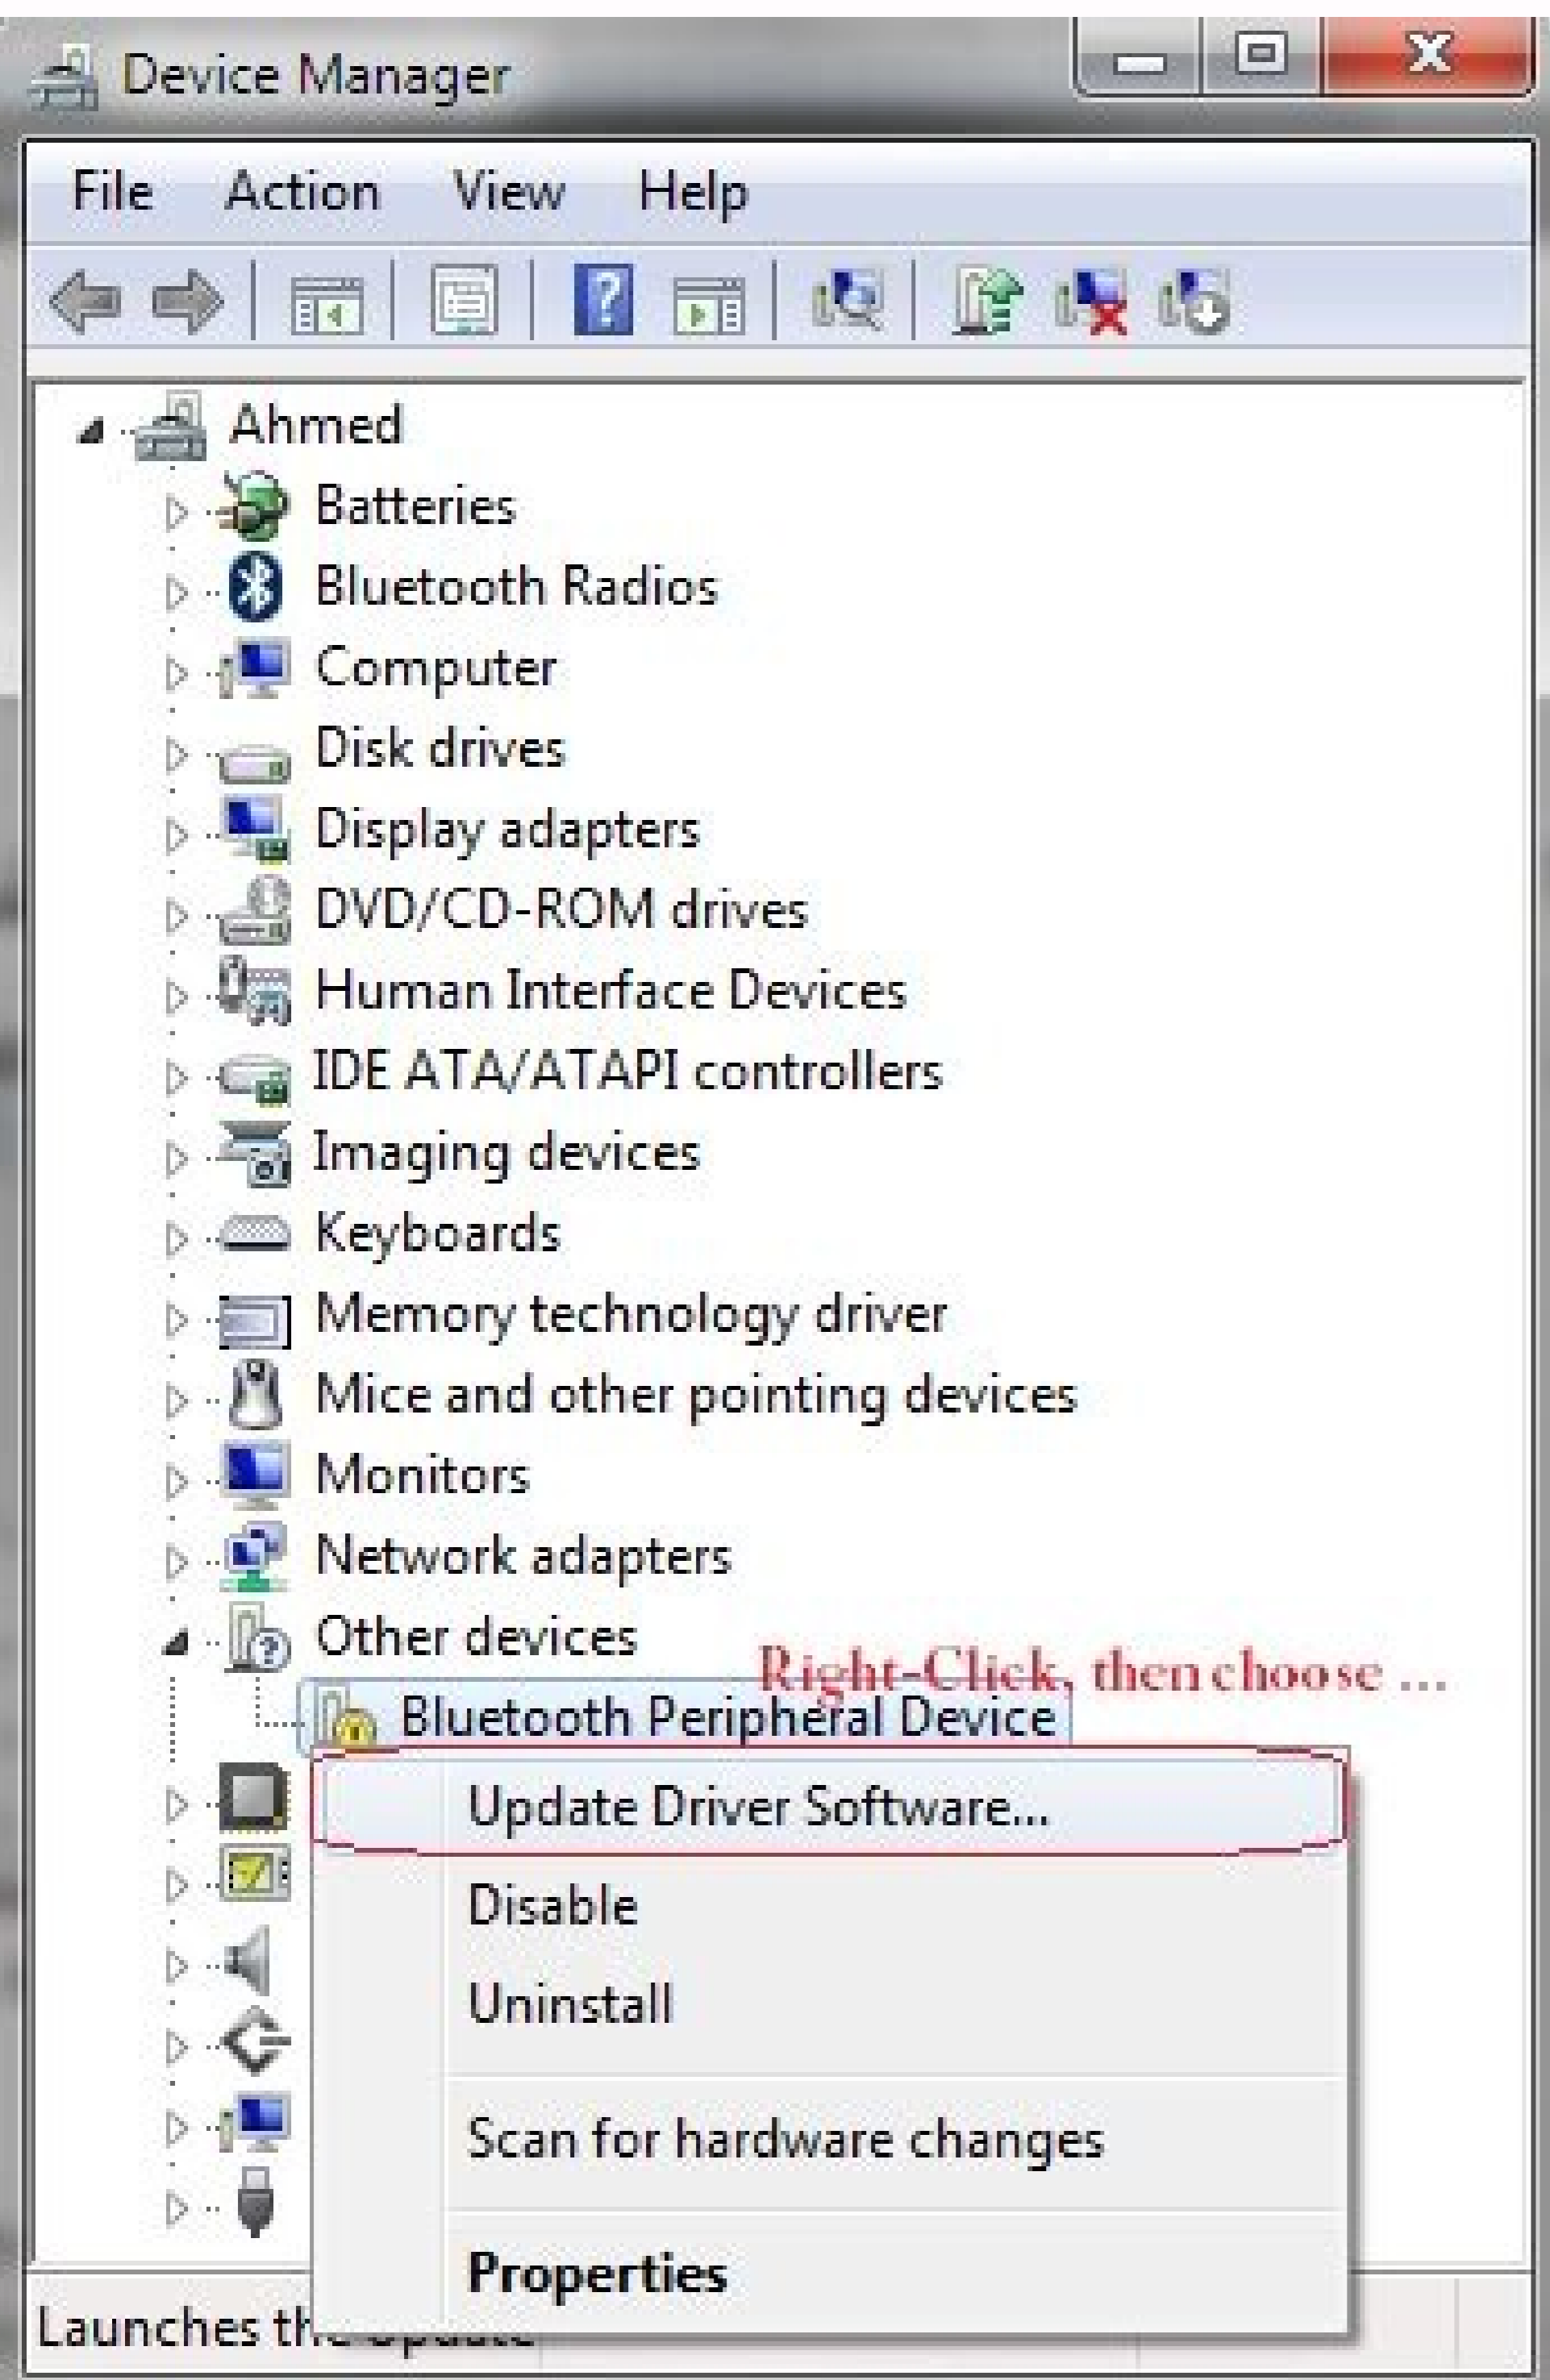 Device Manager
File Action View Help
Ahmed
Batteries
Bluetooth Radios
Computer
Disk drives
Display adapters
DVD/CD-ROM drives
Human Interface Devices
IDE ATA/ATAPI controllers
Imaging devices
Keyboards
Memory technology driver
Mice and other pointing devices
Monitors
Network adapters
Other devices
Right-Click, then choose ...
Bluetooth Peripheral Device
Update Driver Software...
Disable
Uninstall
Scan for hardware changes
Properties
Launches the